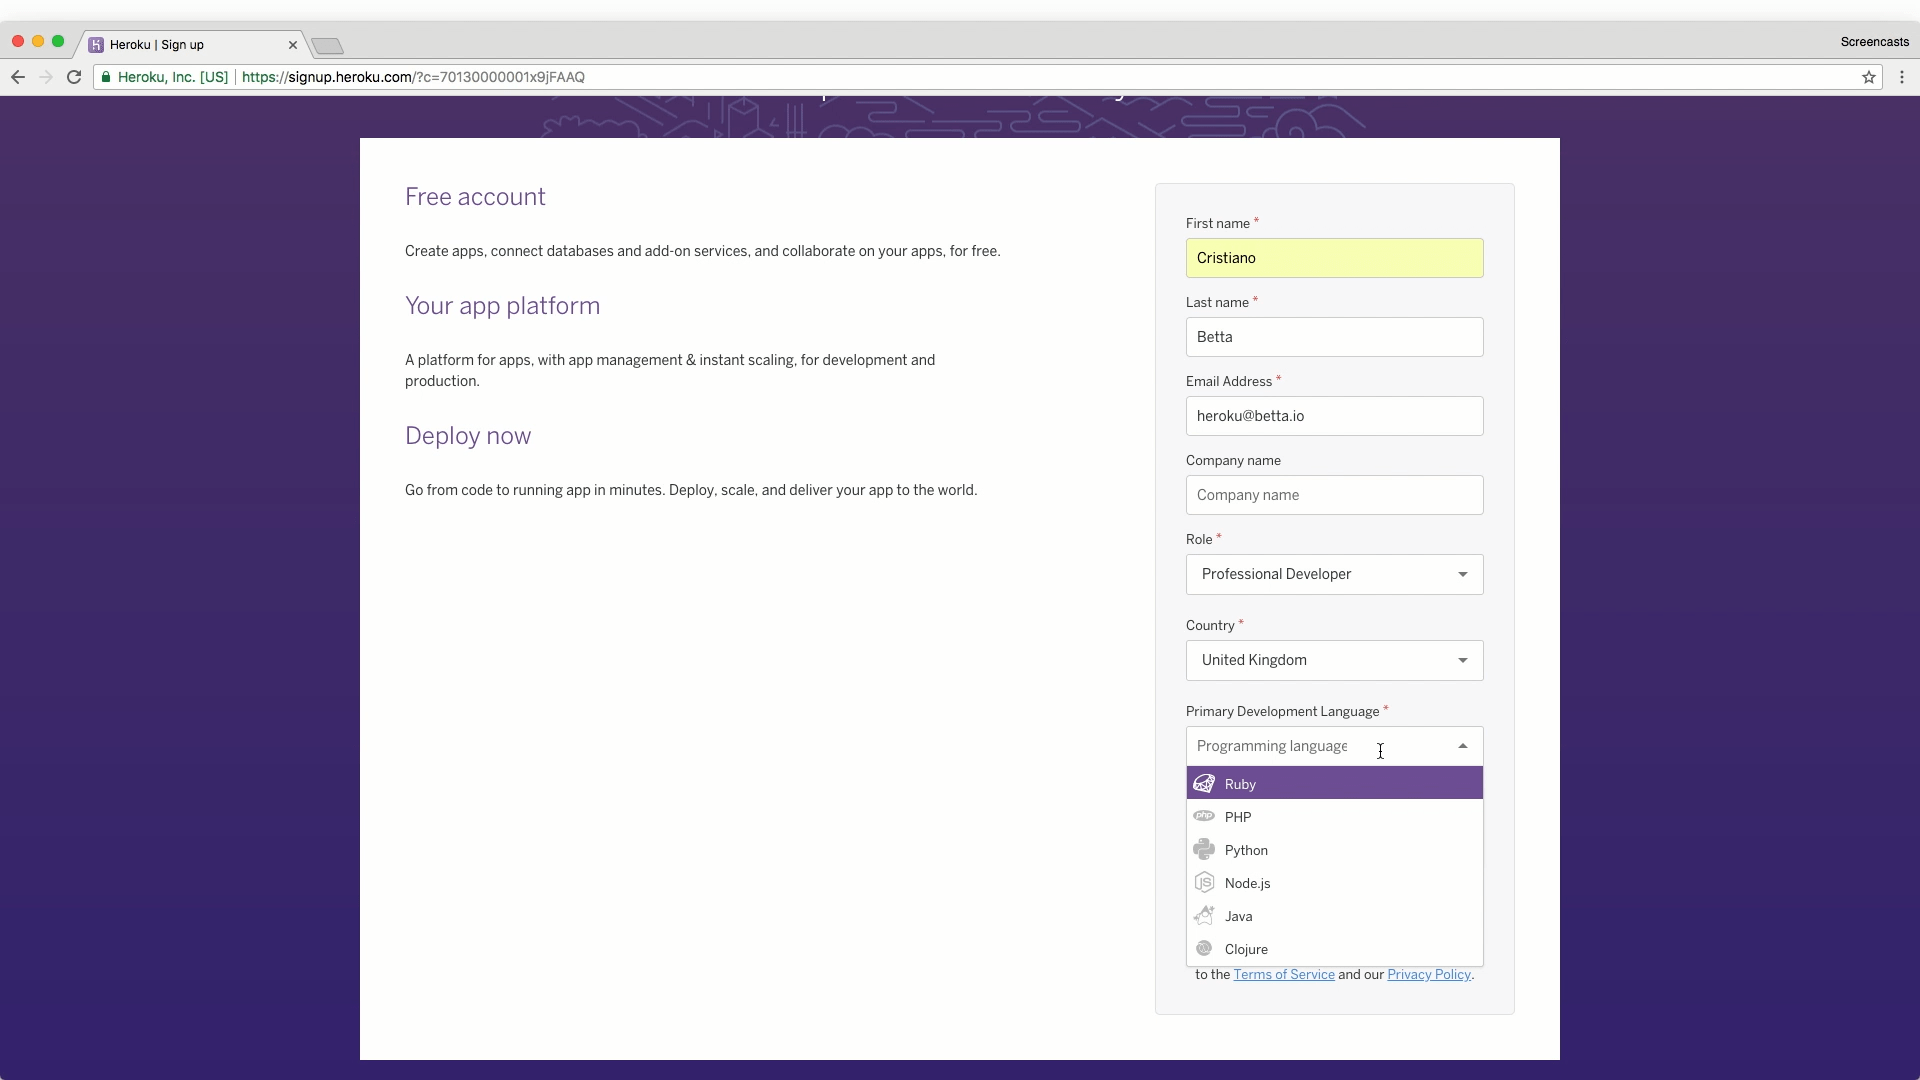 Heroku | Sign up
Screencasts
Heroku, Inc. [US] https://signup.heroku.com/?c=70130000001x9jFAAQ
Free account
Create apps, connect databases and add-on services, and collaborate on your apps, for free.
Your app platform
A platform for apps, with app management & instant scaling, for development and
production.
Deploy now
Go from code to running app in minutes. Deploy, scale, and deliver your app to the world.
First name *
Cristiano
Last name *
Betta
Email Address *
heroku@betta.io
Company name
Company name
Role *
Professional Developer
Country *
United Kingdom
Primary Development Language *
Programming language
Ruby
php PHP
Python
JS Node.js
Java
Clojure
to the Terms of Service and our Privacy Policy.